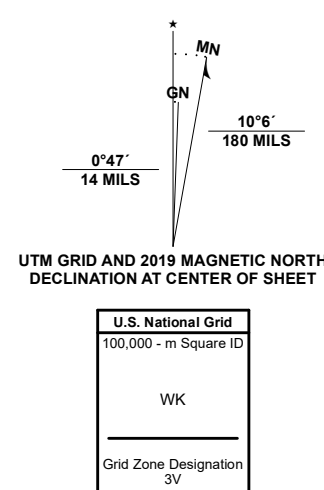 MN
GN
10°6´
180 MILS
0°47´
14 MILS
UTM GRID AND 2019 MAGNETIC NORTH
DECLINATION AT CENTER OF SHEET
U.S. National Grid
100,000 - m Square ID
WK
Grid Zone Designation
3V